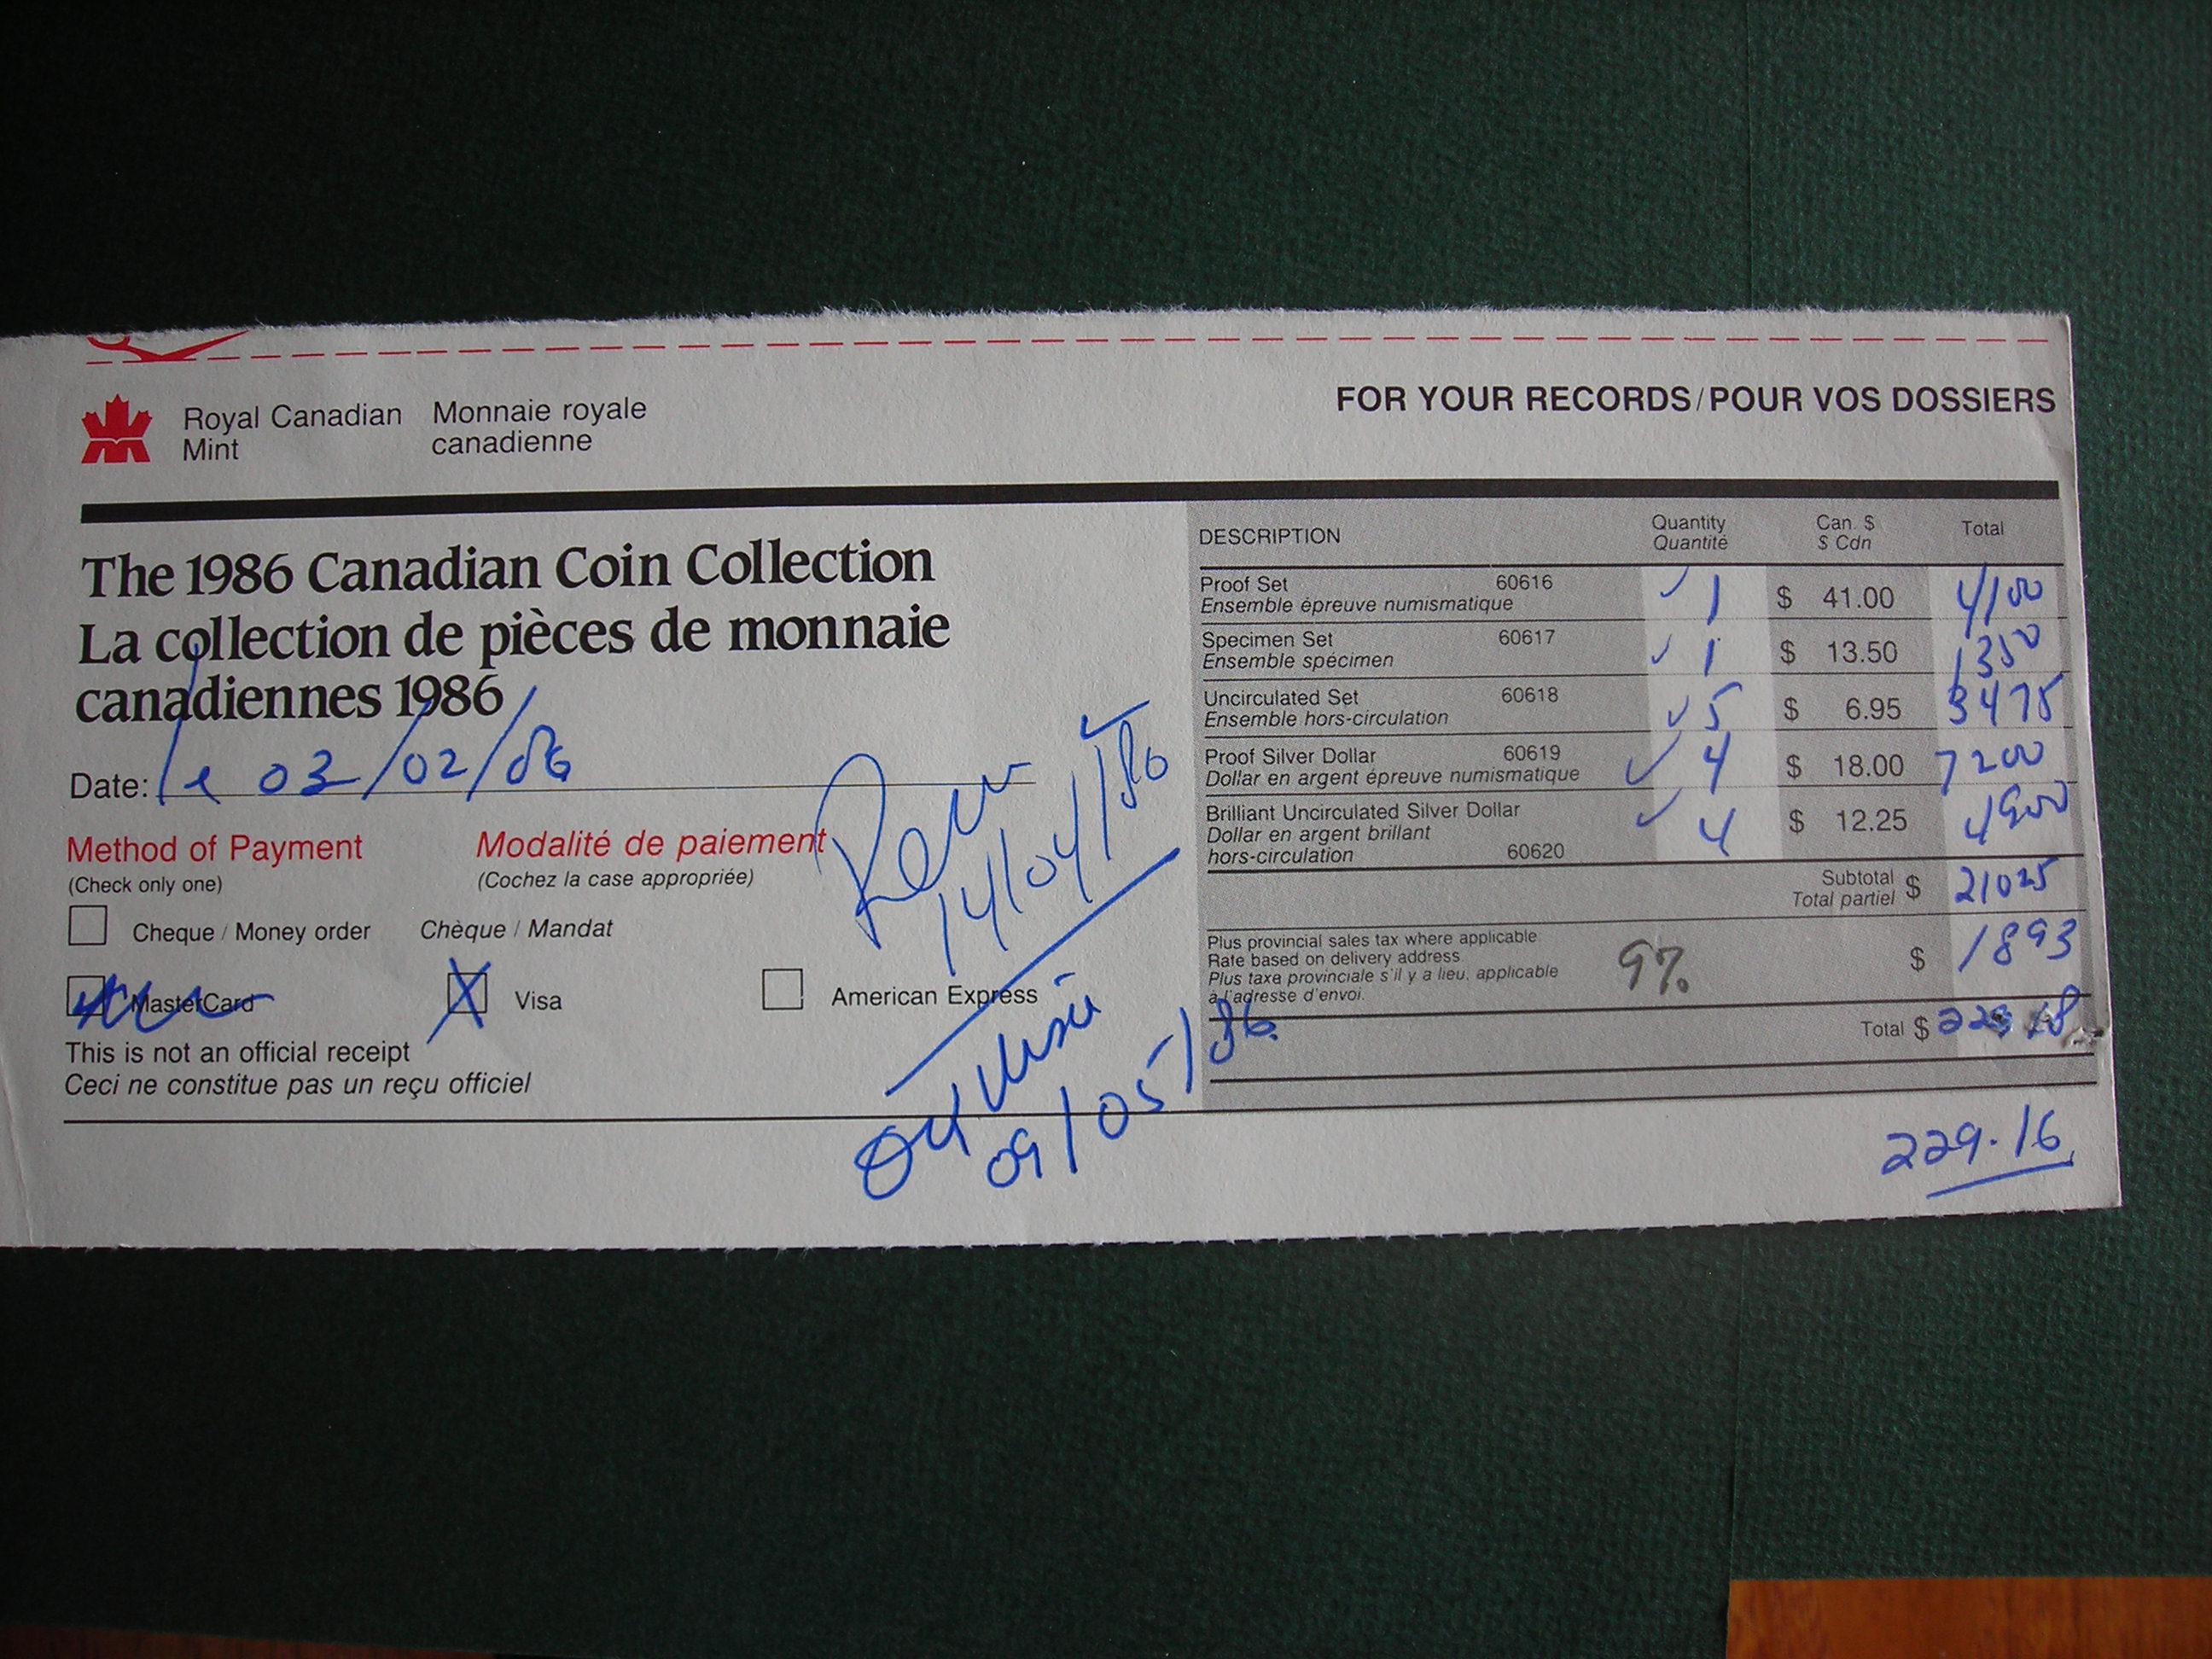 Royal Canadian Mint
Monnaie royale canadienne
FOR YOUR RECORDS/POUR VOS DOSSIERS
The 1986 Canadian Coin Collection
La collection de pièces de monnaie
canadiennes 1986
Date: le 03/02/86
Method of Payment
(Check only one)
Modalité de paiement
(Cochez la case appropriée)
Cheque / Money order Chèque / Mandat
MasterCard X Visa American Express
This is not an official receipt
Ceci ne constitue pas un reçu officiel
14/04/86
09/05/86
DESCRIPTION Quantity Can. $ Total
Quantité $ Cdn
Proof Set 60616
Ensemble épreuve numismatique ✓ 1 $ 41.00 4100
Specimen Set 60617
Ensemble spécimen ✓ 1 $ 13.50 1350
Uncirculated Set 60618
Ensemble hors-circulation ✓ 5 $ 6.95 3475
Proof Silver Dollar 60619
Dollar en argent épreuve numismatique ✓ 4 $ 18.00 7200
Brilliant Uncirculated Silver Dollar
Dollar en argent brillant ✓ 4 $ 12.25 4900
hors-circulation 60620
Subtotal
Total partiel $ 21025
Plus provincial sales tax where applicable.
Rate based on delivery address.
Plus taxe provinciale s'il y a lieu, applicable
à l'adresse d'envoi. 9% $ 1893
Total $
229.16